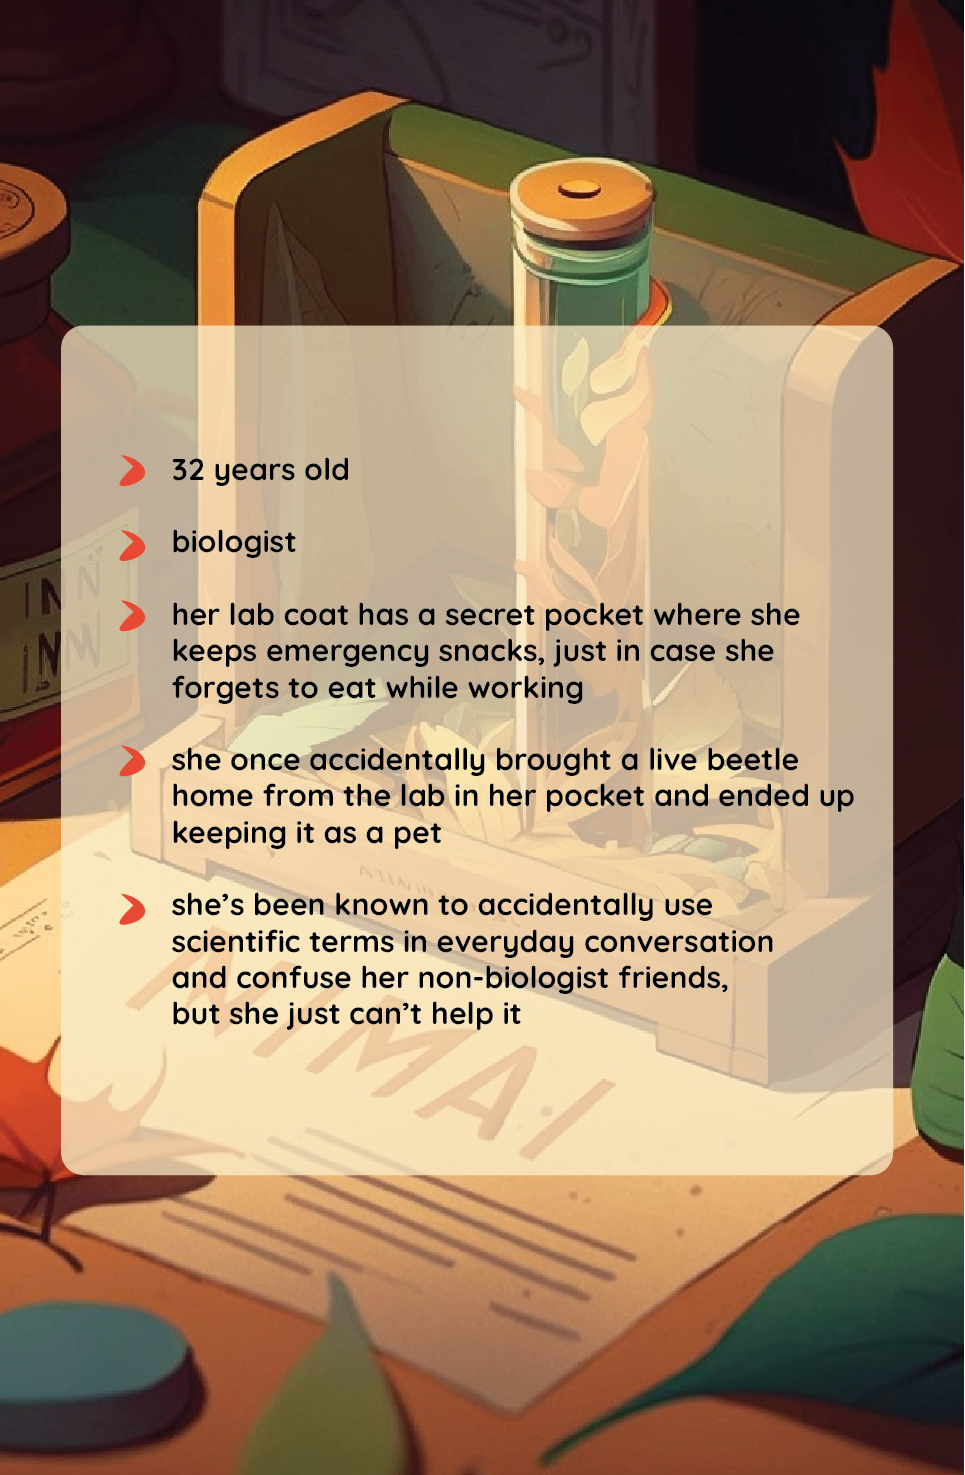 32 years old
biologist
her lab coat has a secret pocket where she
keeps emergency snacks, just in case she
forgets to eat while working
she once accidentally brought a live beetle
home from the lab in her pocket and ended up
keeping it as a pet
she’s been known to accidentally use
scientific terms in everyday conversation
and confuse her non-biologist friends,
but she just can’t help it
NIMAI